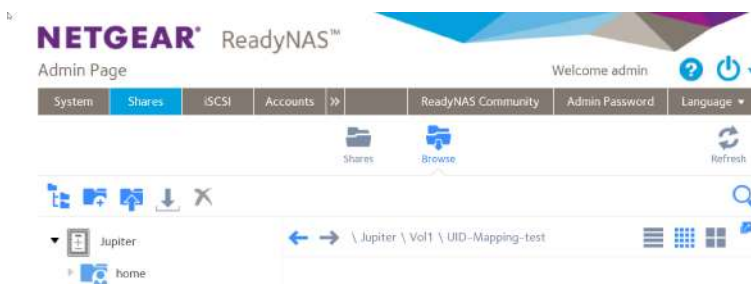 NETGEAR® ReadyNAS™
Admin Page Welcome admin
System Shares iSCSI Accounts » ReadyNAS Community Admin Password Language
Shares Browse Refresh
Jupiter \ Jupiter \ Vol1 \ UID-Mapping-test
home